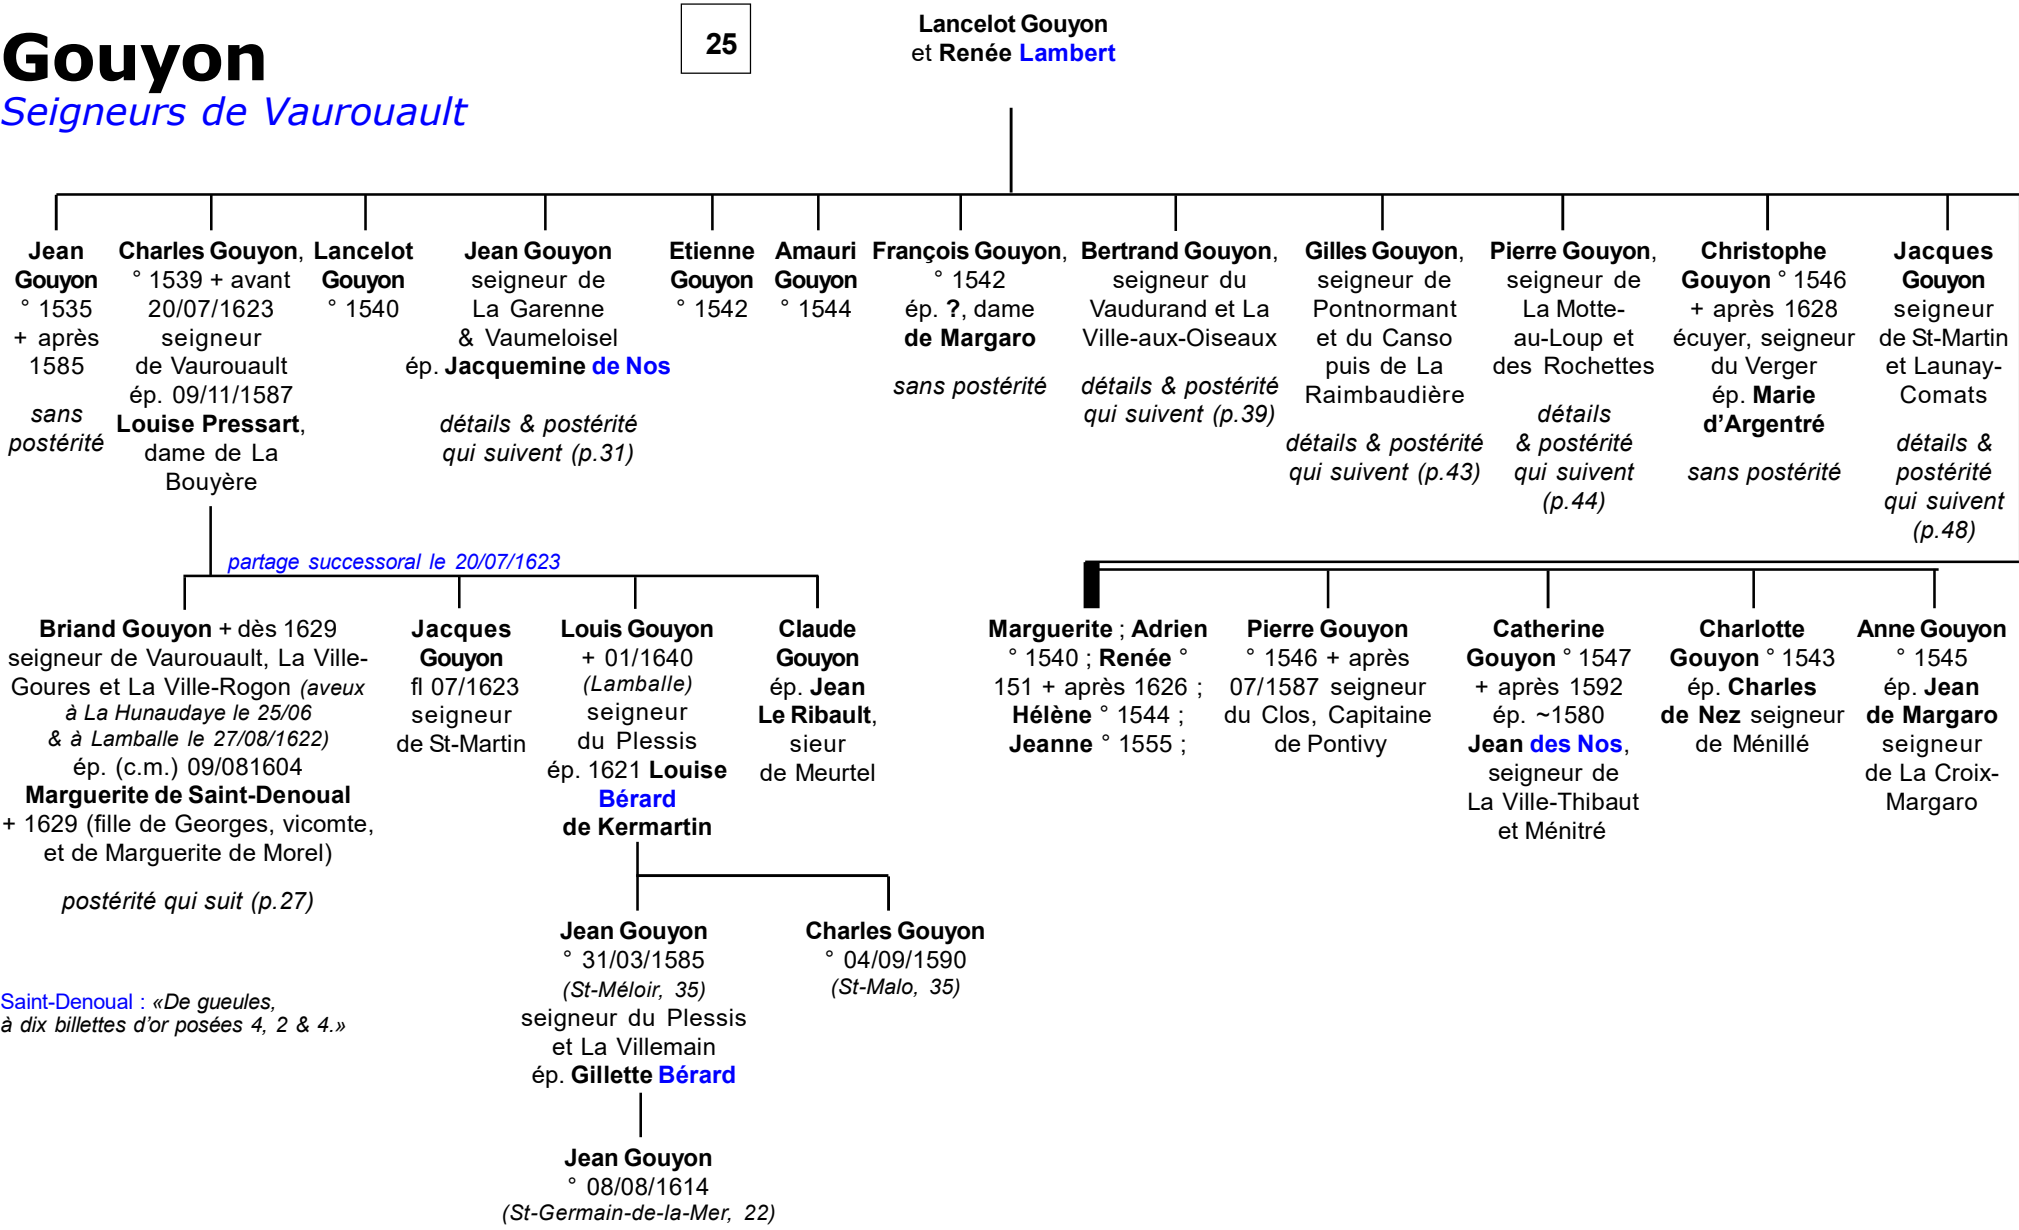 Gouyon
Seigneurs de Vaurouault
25
Lancelot Gouyon
et Renée Lambert
Jean
Gouyon
° 1535
+ après
1585
sans
postérité
Charles Gouyon,
° 1539 + avant
20/07/1623
seigneur
de Vaurouault
ép. 09/11/1587
Louise Pressart,
dame de La
Bouyère
Lancelot
Gouyon
° 1540
Jean Gouyon
seigneur de
La Garenne
& Vaumeloisel
ép. Jacquemine de Nos
détails & postérité
qui suivent (p.31)
Etienne
Gouyon
° 1542
Amauri
Gouyon
° 1544
François Gouyon,
° 1542
ép. ?, dame
de Margaro
sans postérité
Bertrand Gouyon,
seigneur du
Vaudurand et La
Ville-aux-Oiseaux
détails & postérité
qui suivent (p.39)
Gilles Gouyon,
seigneur de
Pontnormant
et du Canso
puis de La
Raimbaudière
détails & postérité
qui suivent (p.43)
Pierre Gouyon,
seigneur de
La Motte-
au-Loup et
des Rochettes
détails
& postérité
qui suivent
(p.44)
Christophe
Gouyon ° 1546
+ après 1628
écuyer, seigneur
du Verger
ép. Marie
d'Argentré
sans postérité
Jacques
Gouyon
seigneur
de St-Martin
et Launay-
Comats
détails &
postérité
qui suivent
(p.48)
partage successoral le 20/07/1623
Briand Gouyon + dès 1629
seigneur de Vaurouault, La Ville-
Goures et La Ville-Rogon (aveux
à La Hunaudaye le 25/06
& à Lamballe le 27/08/1622)
ép. (c.m.) 09/081604
Marguerite de Saint-Denoual
+ 1629 (fille de Georges, vicomte,
et de Marguerite de Morel)
postérité qui suit (p.27)
Jacques
Gouyon
fl 07/1623
seigneur
de St-Martin
Louis Gouyon
+ 01/1640
(Lamballe)
seigneur
du Plessis
ép. 1621 Louise
Bérard
de Kermartin
Claude
Gouyon
ép. Jean
Le Ribault,
sieur
de Meurtel
Marguerite ; Adrien
° 1540 ; Renée °
151 + après 1626 ;
Hélène ° 1544 ;
Jeanne ° 1555 ;
Pierre Gouyon
° 1546 + après
07/1587 seigneur
du Clos, Capitaine
de Pontivy
Catherine
Gouyon ° 1547
+ après 1592
ép. ~1580
Jean des Nos,
seigneur de
La Ville-Thibaut
et Ménitré
Charlotte
Gouyon ° 1543
ép. Charles
de Nez seigneur
de Ménillé
Anne Gouyon
° 1545
ép. Jean
de Margaro
seigneur
de La Croix-
Margaro
Jean Gouyon
° 31/03/1585
(St-Méloir, 35)
seigneur du Plessis
et La Villemain
ép. Gillette Bérard
Charles Gouyon
° 04/09/1590
(St-Malo, 35)
Saint-Denoual : «De gueules,
à dix billettes d'or posées 4, 2 & 4.»
Jean Gouyon
° 08/08/1614
(St-Germain-de-la-Mer, 22)